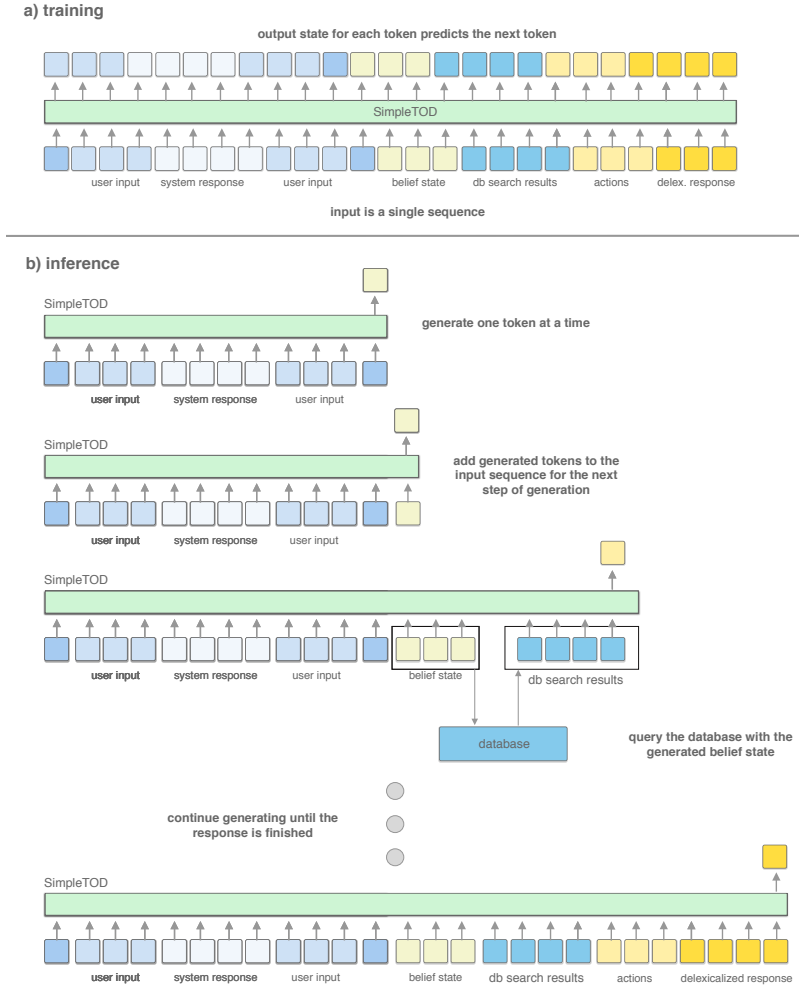 a) training
output state for each token predicts the next token
SimpleTOD
user input
system response
user input
belief state
db search results
actions
delex. response
input is a single sequence
b) inference
SimpleTOD
generate one token at a time
user input
system response
user input
SimpleTOD
add generated tokens to the
input sequence for the next
step of generation
user input
system response
user input
SimpleTOD
user input
system response
user input
belief state
db search results
database
query the database with the
generated belief state
continue generating until the
response is finished
SimpleTOD
user input
system response
user input
belief state
db search results
actions
delexicalized response